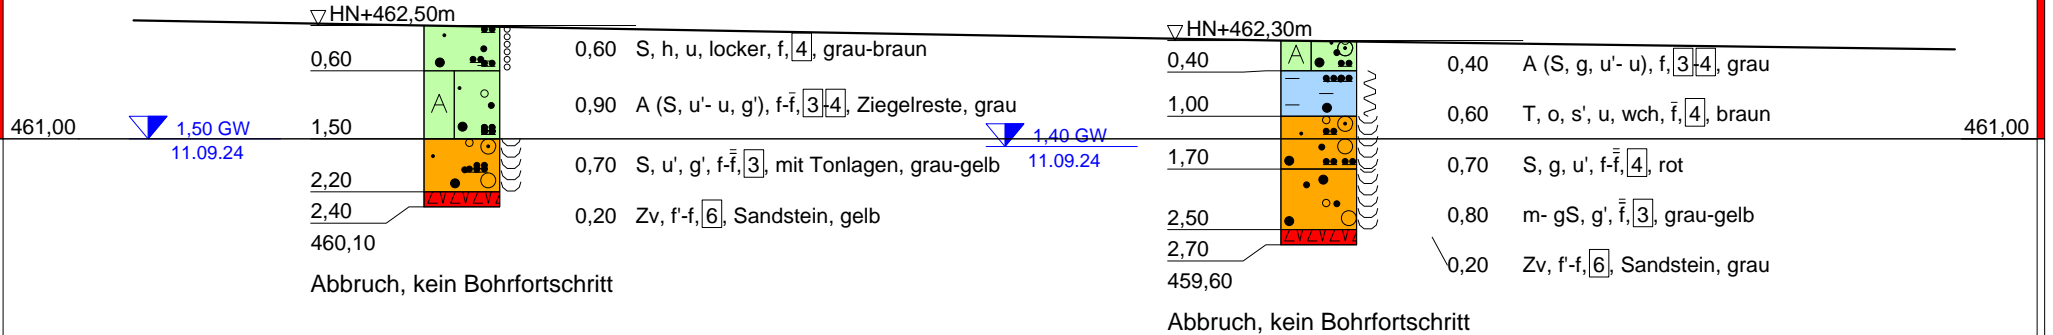 HN+462,50m
0,60
0,60 S, h, u, locker, f, 4, grau-braun
A
0,90 A (S, u'- u, g'), f-f̄, 3-4, Ziegelreste, grau
1,50
461,00
1,50 GW
11.09.24
0,70 S, u', g', f-f̿, 3, mit Tonlagen, grau-gelb
2,20
2,40
0,20 Zv, f'-f, 6, Sandstein, gelb
460,10
Abbruch, kein Bohrfortschritt
HN+462,30m
A
0,40
0,40 A (S, g, u'- u), f, 3-4, grau
1,00
0,60 T, o, s', u, wch, f̄, 4, braun
461,00
1,40 GW
11.09.24
1,70
0,70 S, g, u', f-f̿, 4, rot
2,50
0,80 m- gS, g', f̿, 3, grau-gelb
2,70
0,20 Zv, f'-f, 6, Sandstein, grau
459,60
Abbruch, kein Bohrfortschritt